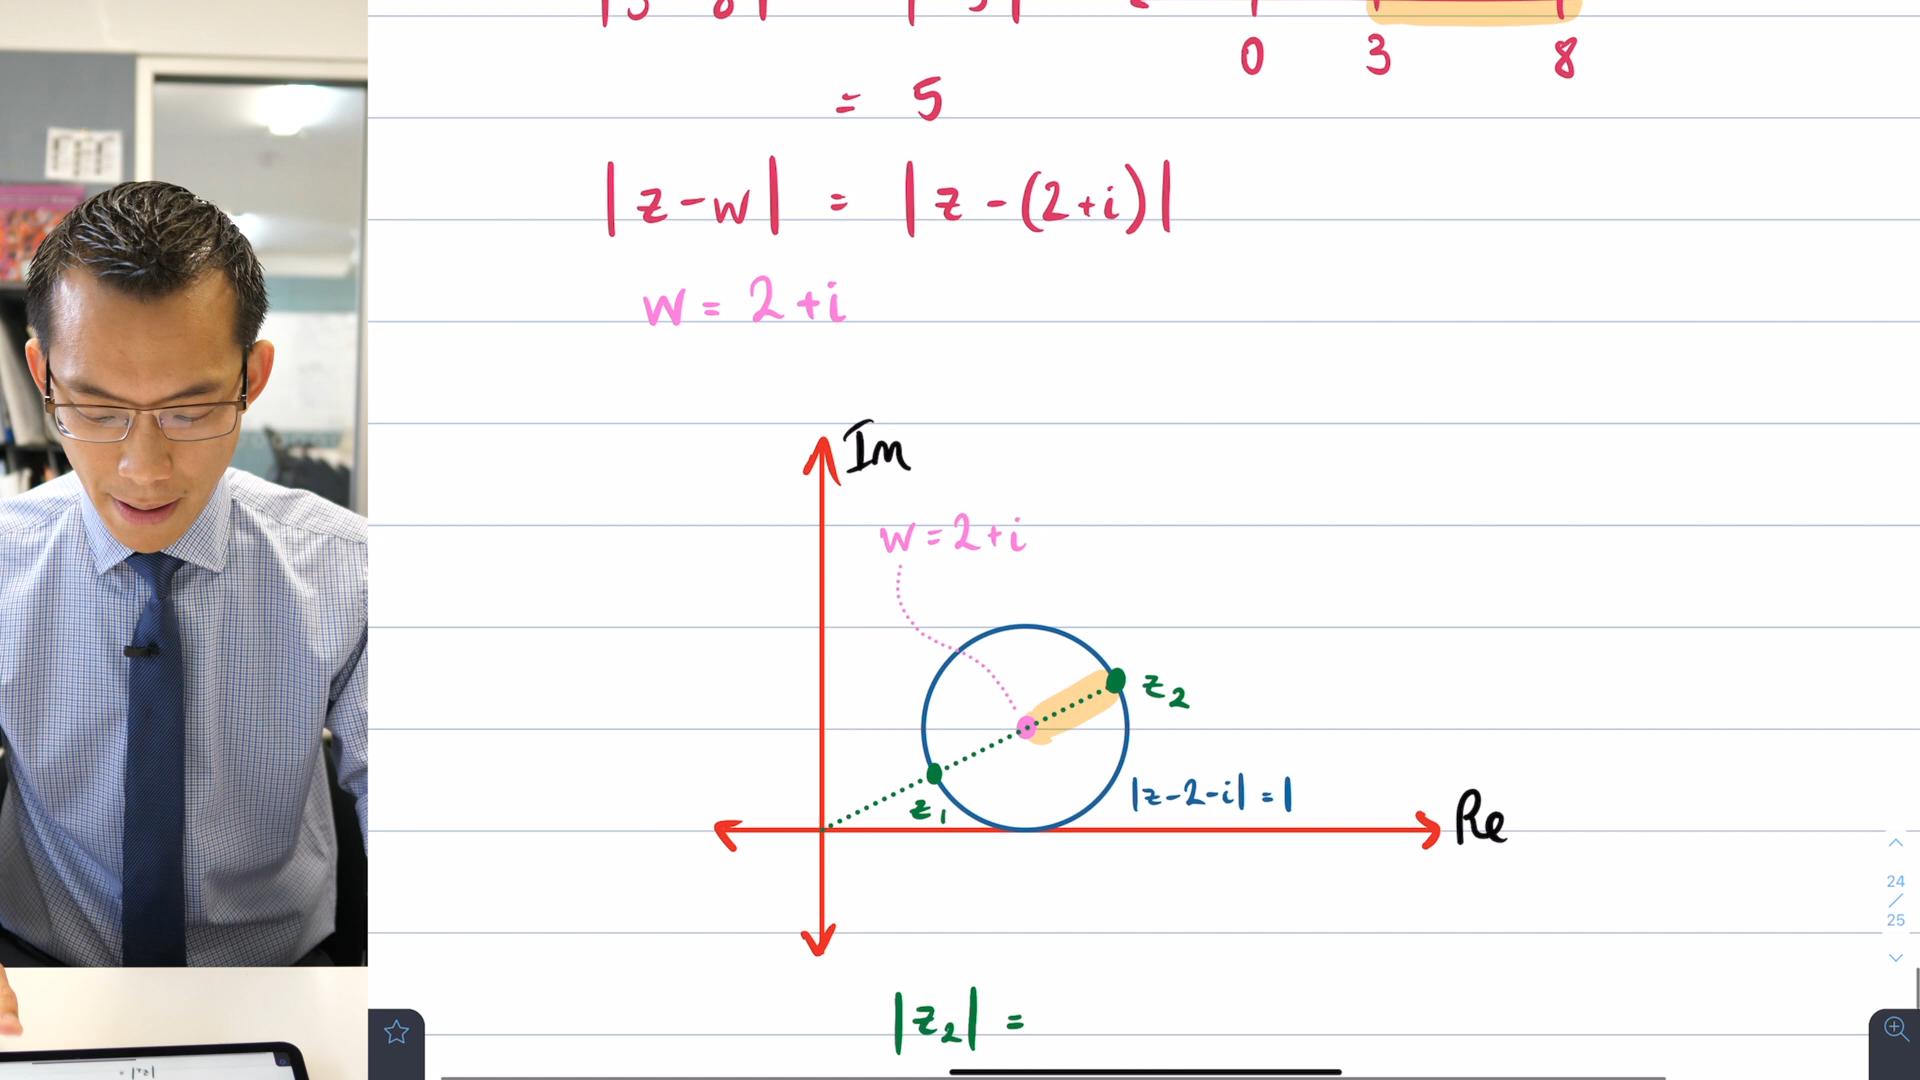 0 3 8
= 5
|z-w| = |z-(2+i)|
w = 2+i
Im
w = 2+i
z2
z1
|z-2-i| = 1
Re
24
/
25
|z2| =